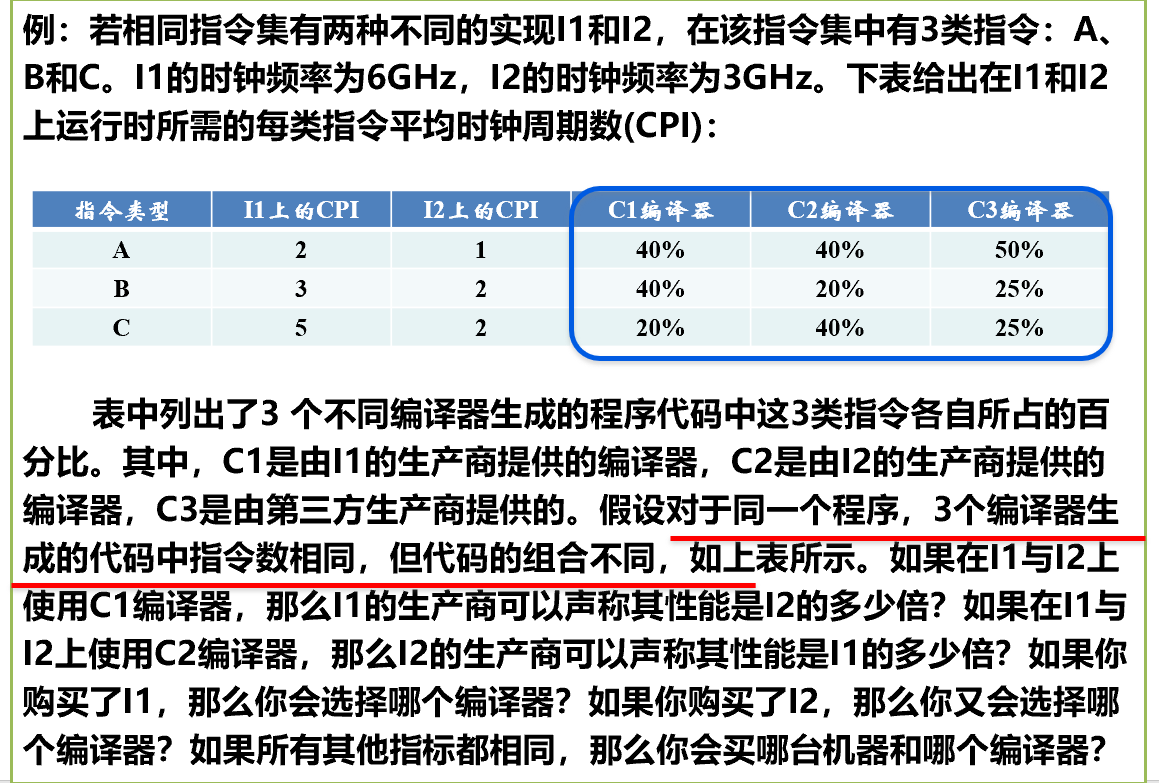 例：若相同指令集有两种不同的实现I1和I2，在该指令集中有3类指令：A、
B和C。I1的时钟频率为6GHz，I2的时钟频率为3GHz。下表给出在I1和I2
上运行时所需的每类指令平均时钟周期数(CPI)：
指令类型 I1上的CPI I2上的CPI C1编译器 C2编译器 C3编译器
A 2 1 40% 40% 50%
B 3 2 40% 20% 25%
C 5 2 20% 40% 25%
表中列出了3 个不同编译器生成的程序代码中这3类指令各自所占的百
分比。其中，C1是由I1的生产商提供的编译器，C2是由I2的生产商提供的
编译器，C3是由第三方生产商提供的。假设对于同一个程序，3个编译器生
成的代码中指令数相同，但代码的组合不同，如上表所示。如果在I1与I2上
使用C1编译器，那么I1的生产商可以声称其性能是I2的多少倍？如果在I1与
I2上使用C2编译器，那么I2的生产商可以声称其性能是I1的多少倍？如果你
购买了I1，那么你会选择哪个编译器？如果你购买了I2，那么你又会选择哪
个编译器？如果所有其他指标都相同，那么你会买哪台机器和哪个编译器？